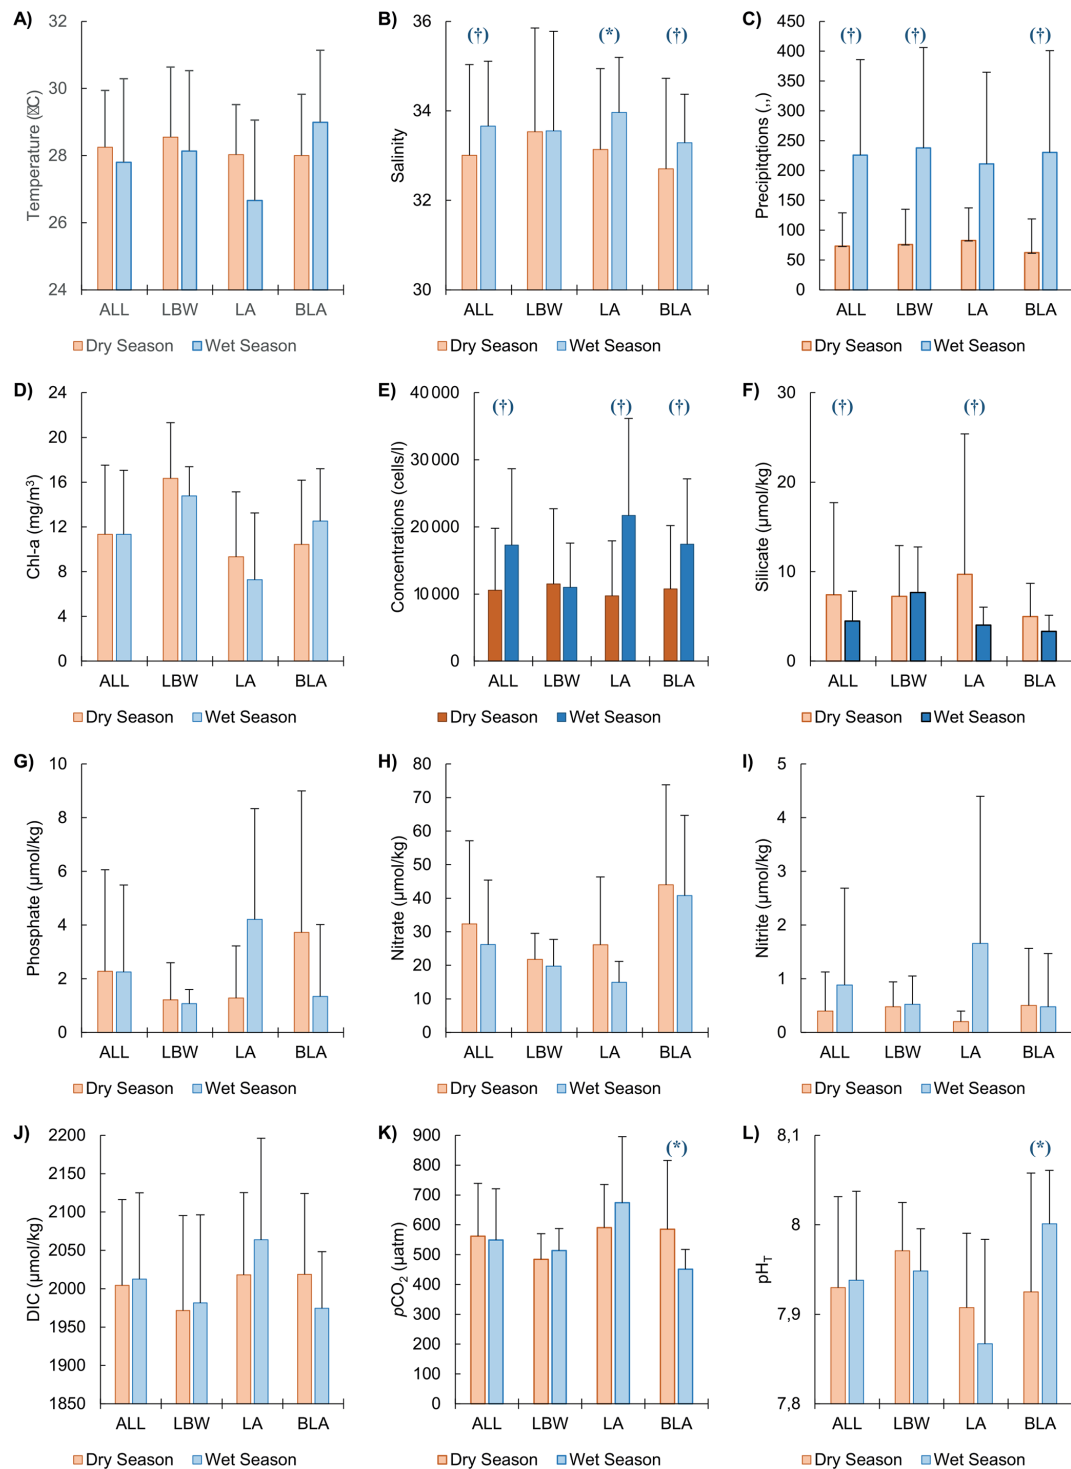 A)
32
30
28
26
24
Temperature (�C)
ALL LBW LA BLA
Dry Season Wet Season
B)
36
34
32
30
Salinity
(†) (*) (†)
ALL LBW LA BLA
Dry Season Wet Season
C)
450
400
350
300
250
200
150
100
50
0
Precipitqtions (,,)
(†) (†) (†)
ALL LBW LA BLA
Dry Season Wet Season
D)
24
20
16
12
8
4
0
Chl-a (mg/m³)
ALL LBW LA BLA
Dry Season Wet Season
E)
40 000
30 000
20 000
10 000
0
Concentrations (cells/l)
(†) (†) (†)
ALL LBW LA BLA
Dry Season Wet Season
F)
30
20
10
0
Silicate (µmol/kg)
(†) (†)
ALL LBW LA BLA
Dry Season Wet Season
G)
10
8
6
4
2
0
Phosphate (µmol/kg)
ALL LBW LA BLA
Dry Season Wet Season
H)
80
70
60
50
40
30
20
10
0
Nitrate (µmol/kg)
ALL LBW LA BLA
Dry Season Wet Season
I)
5
4
3
2
1
0
Nitrite (µmol/kg)
ALL LBW LA BLA
Dry Season Wet Season
J)
2200
2150
2100
2050
2000
1950
1900
1850
DIC (µmol/kg)
ALL LBW LA BLA
Dry Season Wet Season
K)
900
800
700
600
500
400
300
200
100
0
pCO₂ (µatm)
(*)
ALL LBW LA BLA
Dry Season Wet Season
L)
8,1
8
7,9
7,8
pH_T
(*)
ALL LBW LA BLA
Dry Season Wet Season